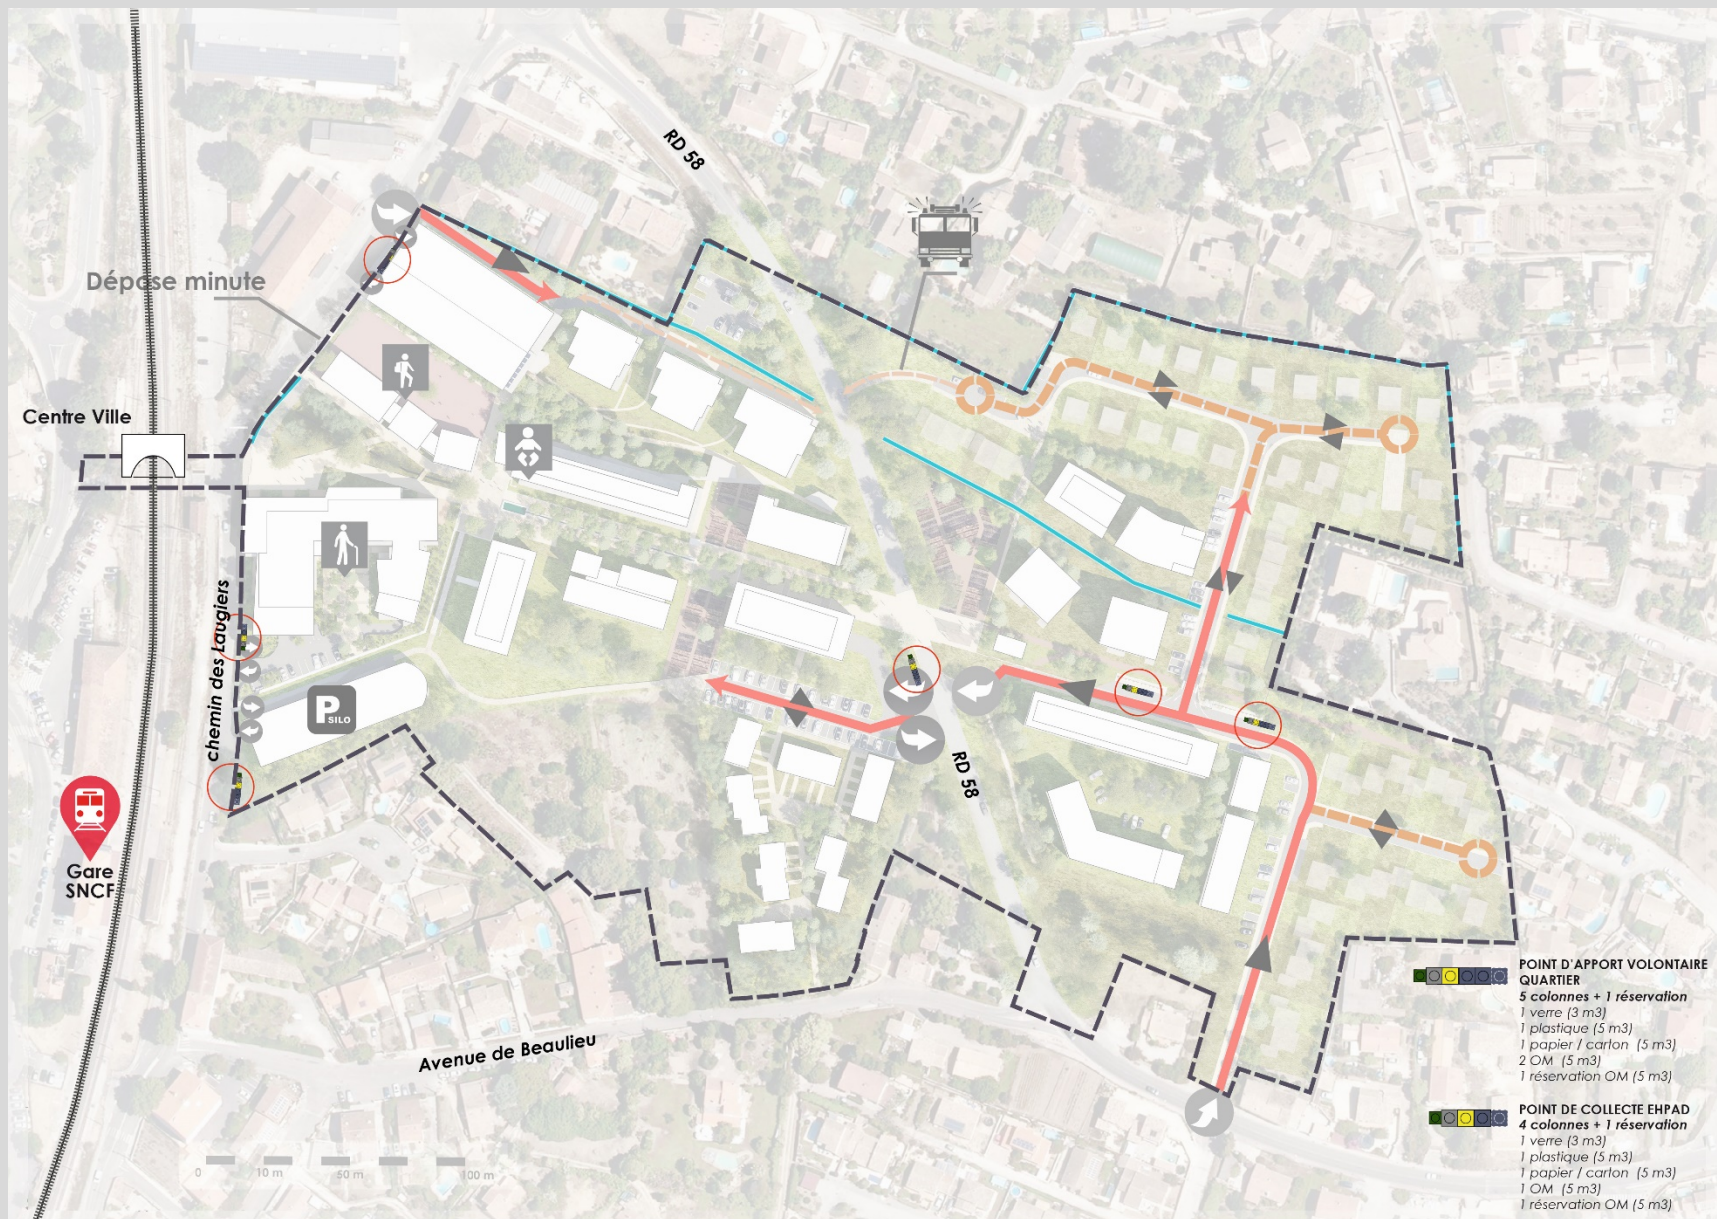 RD 58
Dépose minute
Centre Ville
chemin des Laugiers
P
SILO
RD 58
Gare
SNCF
Avenue de Beaulieu
0 10 m 50 m 100 m
POINT D'APPORT VOLONTAIRE
QUARTIER
5 colonnes + 1 réservation
1 verre (3 m3)
1 plastique (5 m3)
1 papier / carton (5 m3)
2 OM (5 m3)
1 réservation OM (5 m3)
POINT DE COLLECTE EHPAD
4 colonnes + 1 réservation
1 verre (3 m3)
1 plastique (5 m3)
1 papier / carton (5 m3)
1 OM (5 m3)
1 réservation OM (5 m3)